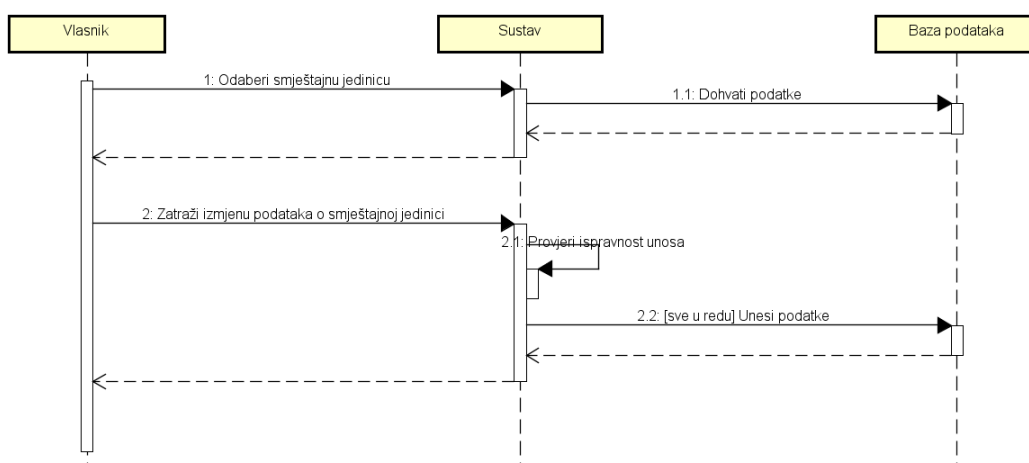 Vlasnik
Sustav
Baza podataka
1: Odaberi smještajnu jedinicu
1.1: Dohvati podatke
2: Zatraži izmjenu podataka o smještajnoj jedinici
2.1: Provjeri ispravnost unosa
2.2: [sve u redu] Unesi podatke